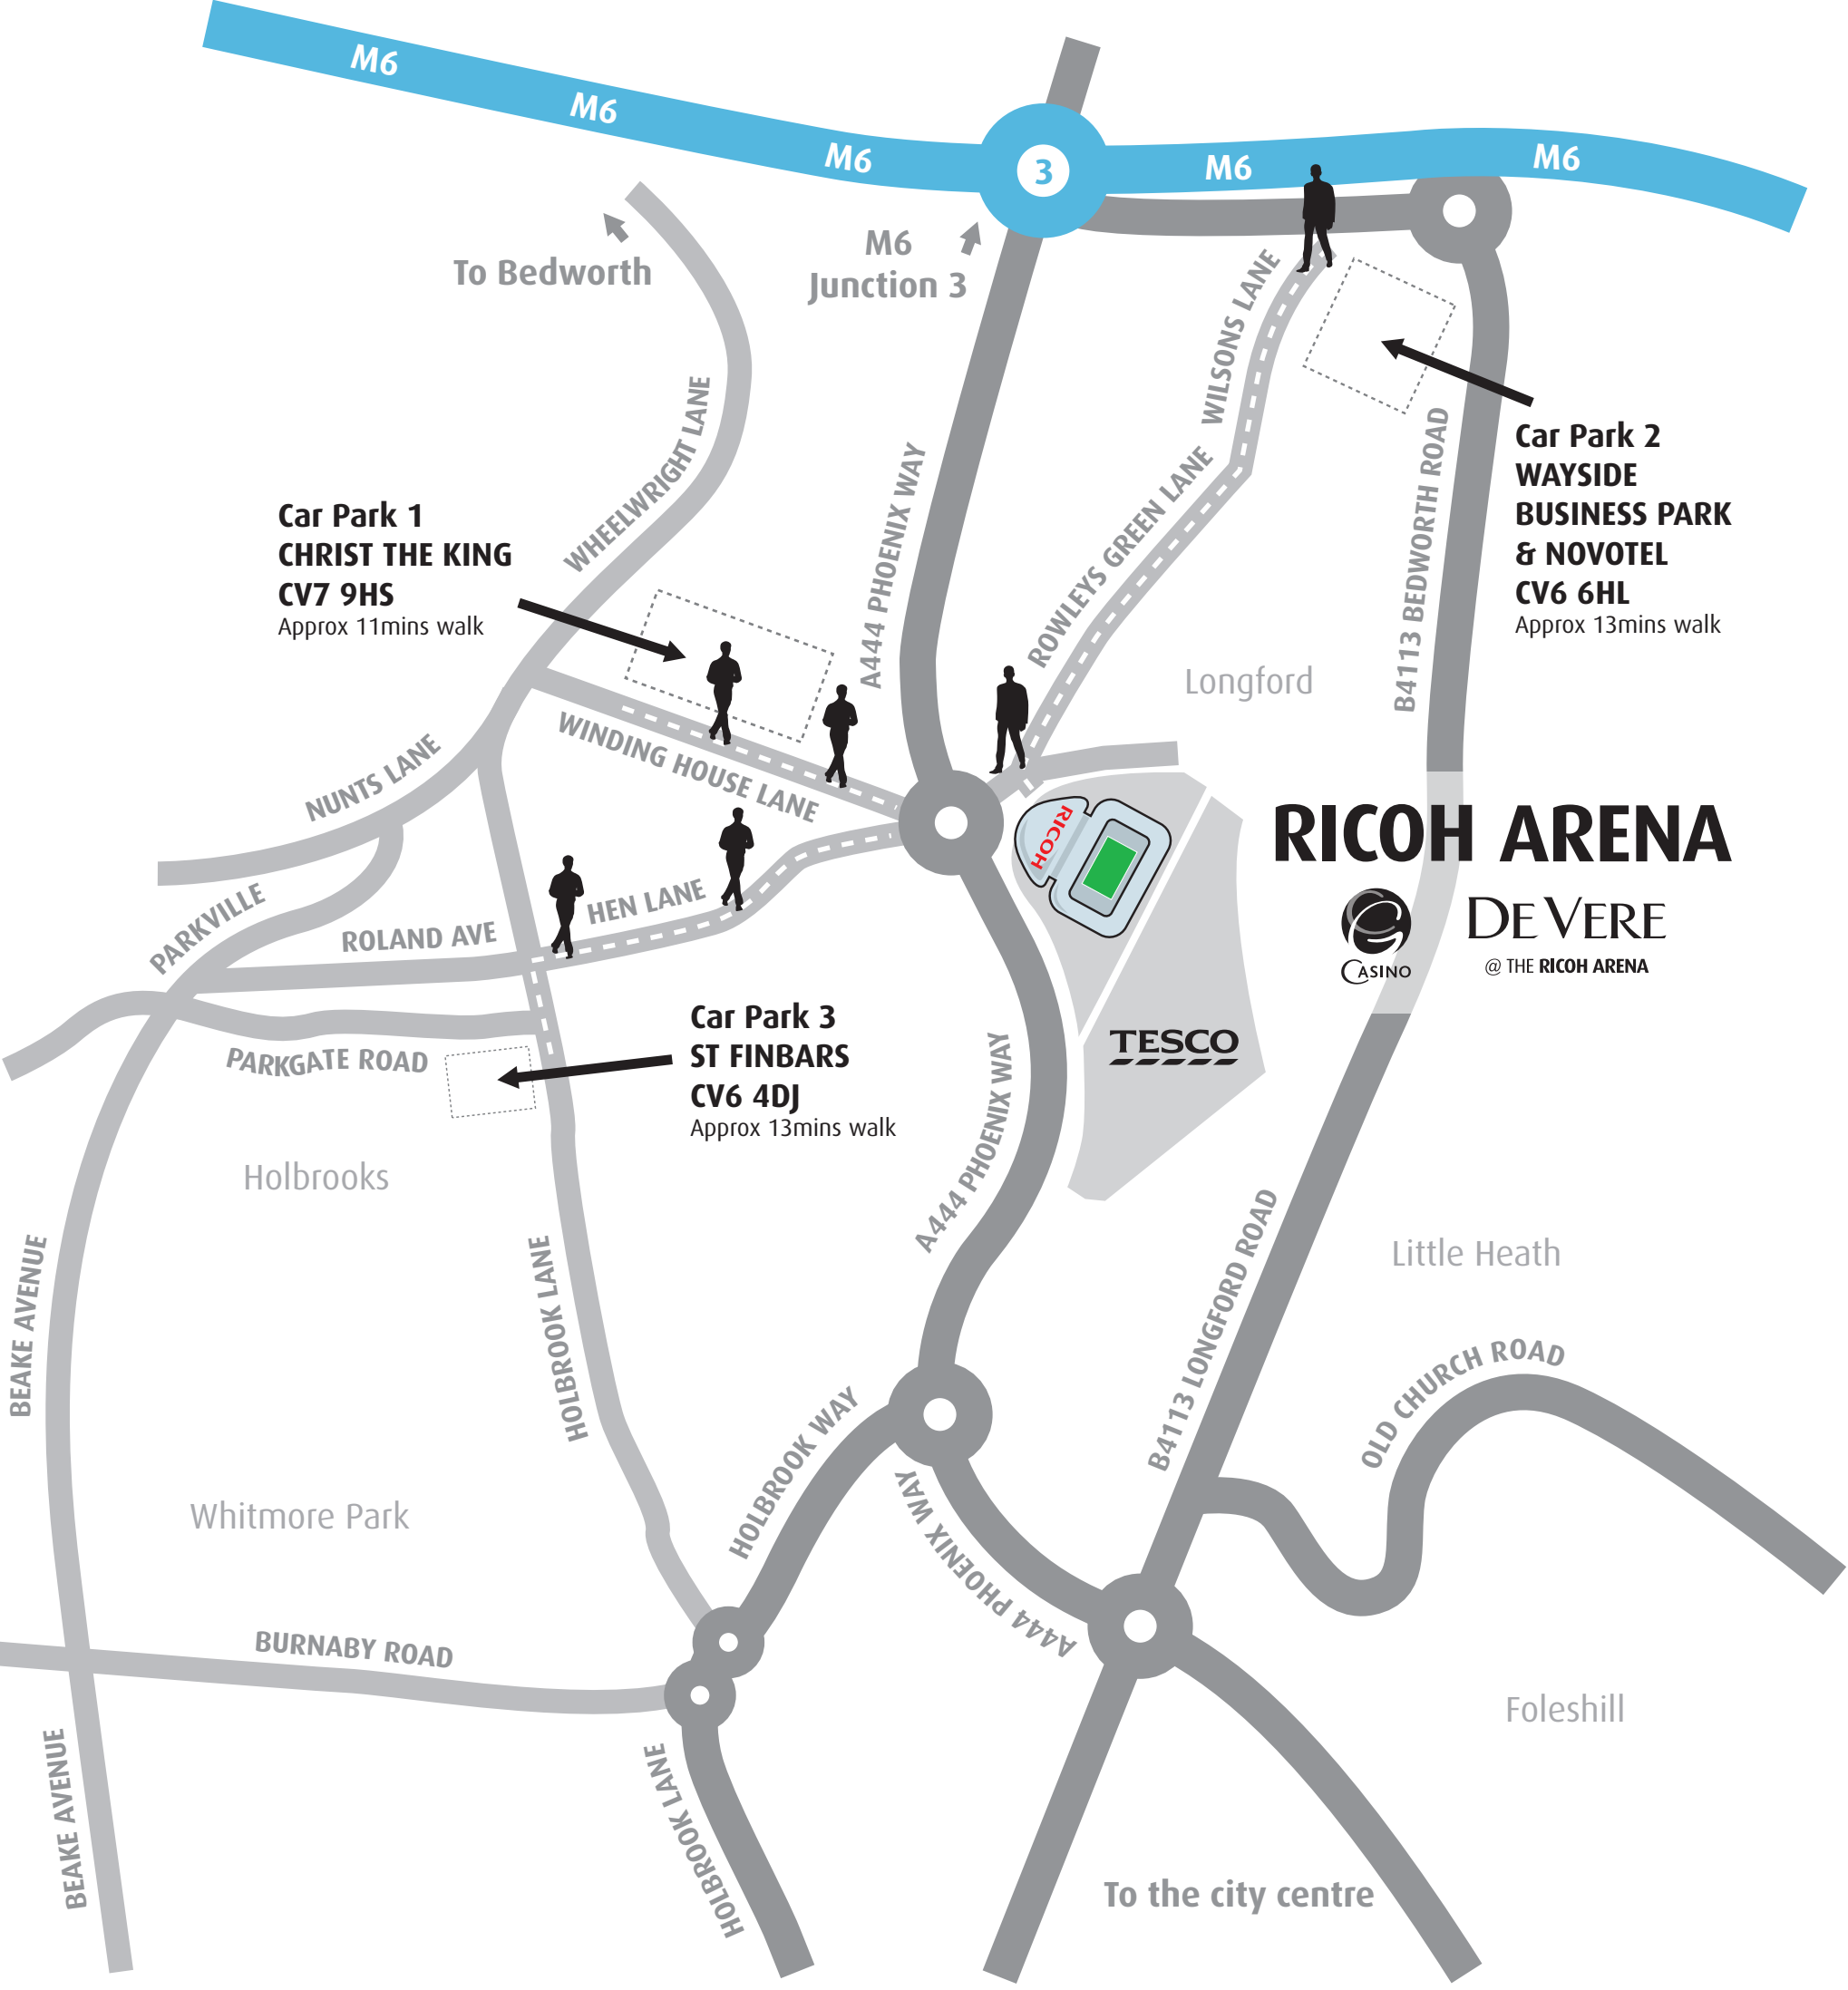 M6
M6
M6
3
M6
M6
To Bedworth
M6
Junction 3
WILSONS LANE
WHEELWRIGHT LANE
Car Park 1
CHRIST THE KING
CV7 9HS
Approx 11mins walk
A444 PHOENIX WAY
ROWLEYS GREEN LANE
B4113 BEDWORTH ROAD
Car Park 2
WAYSIDE
BUSINESS PARK
& NOVOTEL
CV6 6HL
Approx 13mins walk
Longford
NUNTS LANE
WINDING HOUSE LANE
RICOH
RICOH ARENA
PARKVILLE
ROLAND AVE
HEN LANE
CASINO
DE VERE
@ THE RICOH ARENA
PARKGATE ROAD
Car Park 3
ST FINBARS
CV6 4DJ
Approx 13mins walk
TESCO
A444 PHOENIX WAY
Holbrooks
BEAKE AVENUE
HOLBROOK LANE
B4113 LONGFORD ROAD
Little Heath
OLD CHURCH ROAD
HOLBROOK WAY
Whitmore Park
A444 PHOENIX WAY
BURNABY ROAD
Foleshill
BEAKE AVENUE
HOLBROOK LANE
To the city centre